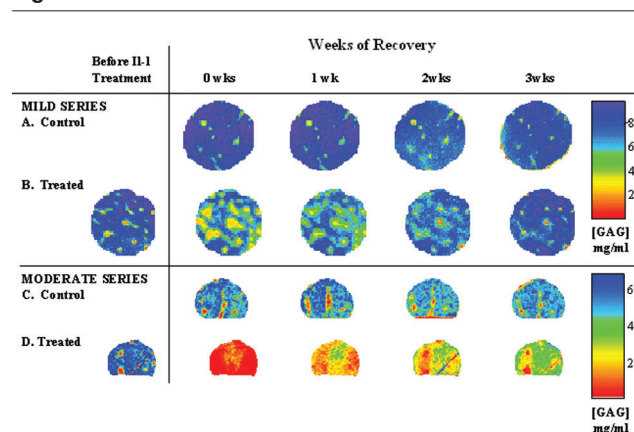 Weeks of Recovery
Before Il-1
Treatment
0 wks
1 wk
2wks
3wks
MILD SERIES
A. Control
B. Treated
8
6
4
2
[GAG]
mg/ml
MODERATE SERIES
C. Control
D. Treated
6
4
2
[GAG]
mg/ml